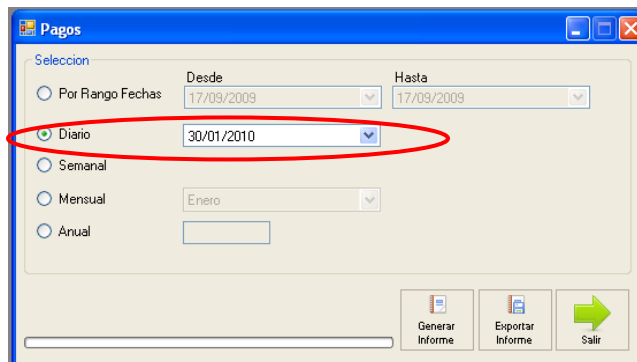 Pagos
Seleccion
Desde Hasta
Por Rango Fechas 17/09/2009 17/09/2009
Diario 30/01/2010
Semanal
Mensual Enero
Anual
Generar Informe Exportar Informe Salir